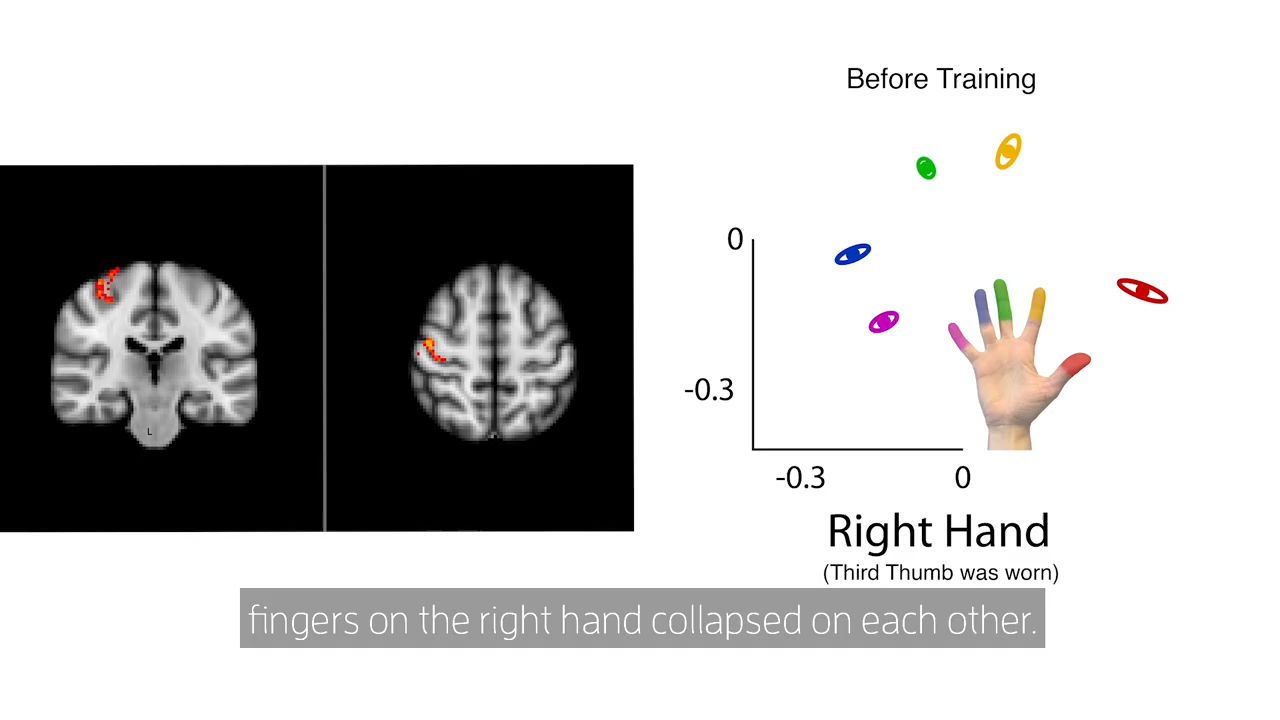 Before Training
0
-0.3
-0.3
0
L
Right Hand
(Third Thumb was worn)
fingers on the right hand collapsed on each other.